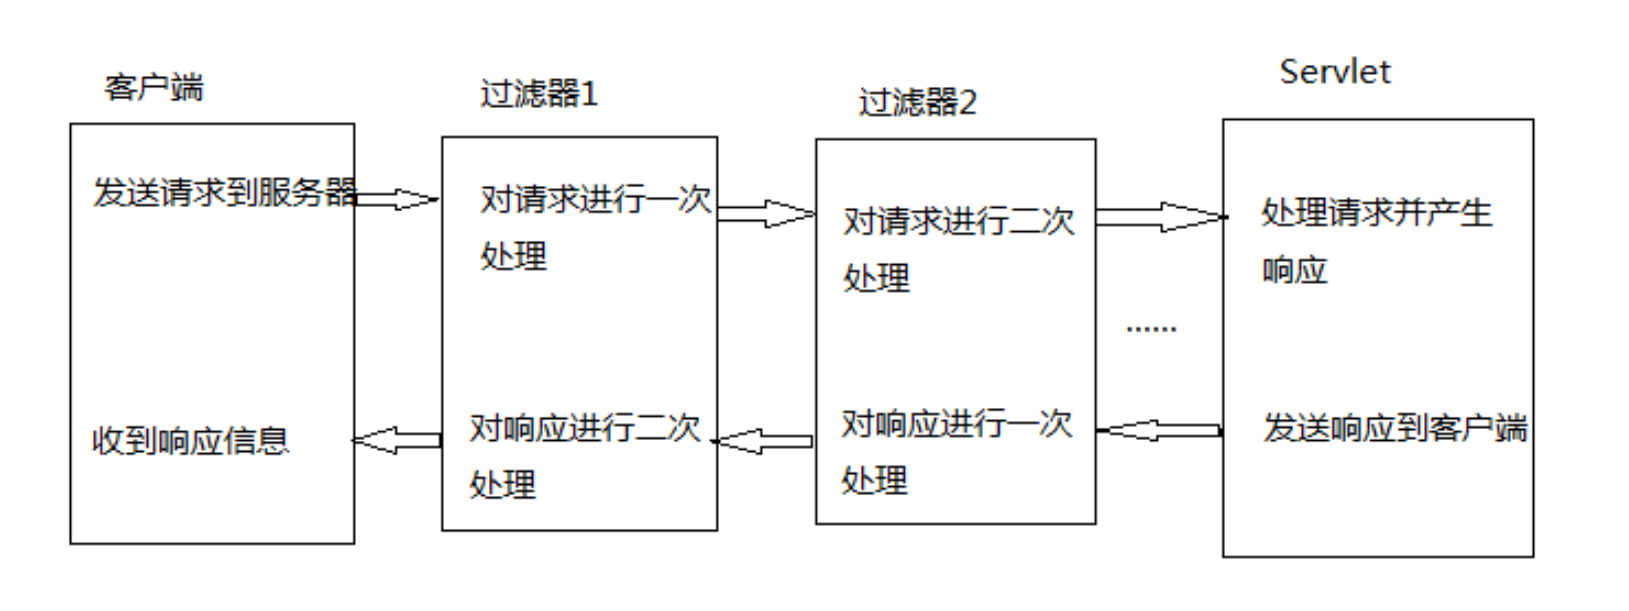 客户端
发送请求到服务器
收到响应信息
过滤器1
对请求进行一次
处理
对响应进行二次
处理
过滤器2
对请求进行二次
处理
对响应进行一次
处理
......
Servlet
处理请求并产生
响应
发送响应到客户端